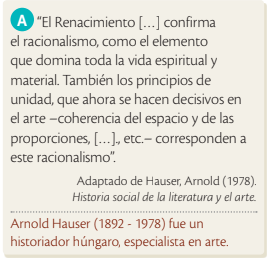 A “El Renacimiento [...] confirma
el racionalismo, como el elemento
que domina toda la vida espiritual y
material. También los principios de
unidad, que ahora se hacen decisivos en
el arte –coherencia del espacio y de las
proporciones, [...]., etc.– corresponden a
este racionalismo”.
Adaptado de Hauser, Arnold (1978).
Historia social de la literatura y el arte.
Arnold Hauser (1892 - 1978) fue un
historiador húngaro, especialista en arte.